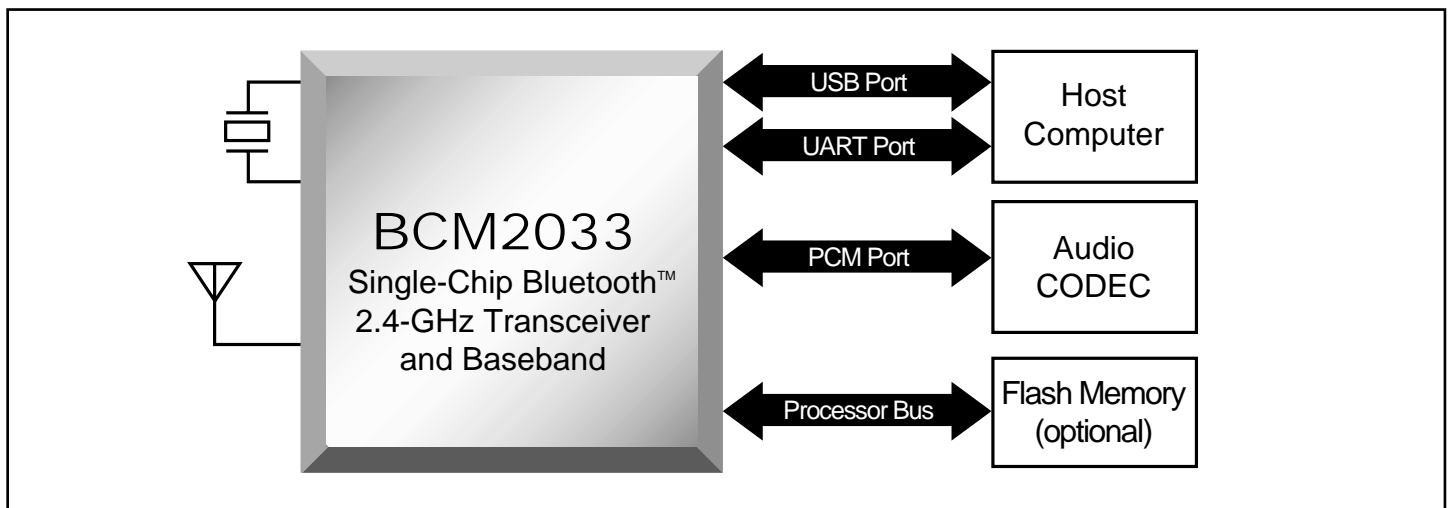 BCM2033
Single-Chip Bluetooth™
2.4-GHz Transceiver
and Baseband
USB Port
UART Port
PCM Port
Processor Bus
Host
Computer
Audio
CODEC
Flash Memory
(optional)